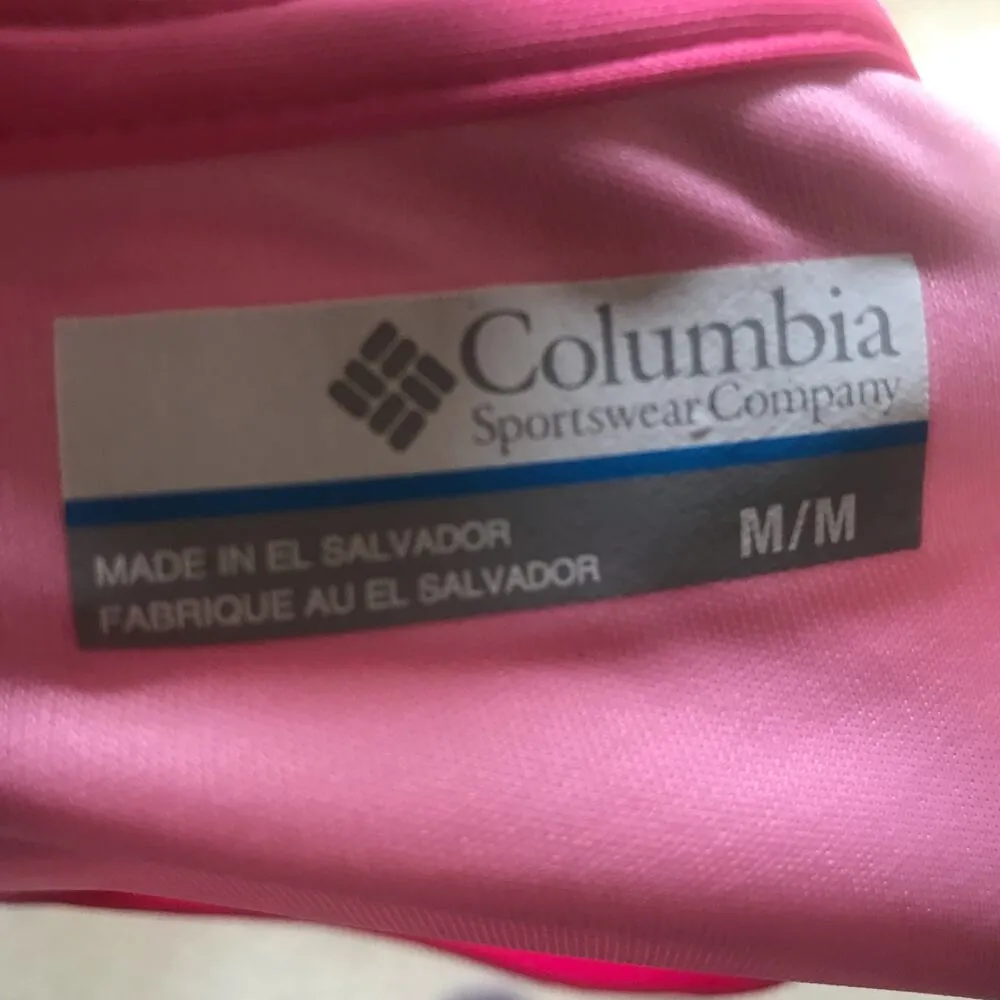 Columbia
Sportswear Company
MADE IN EL SALVADOR
FABRIQUE AU EL SALVADOR
M/M